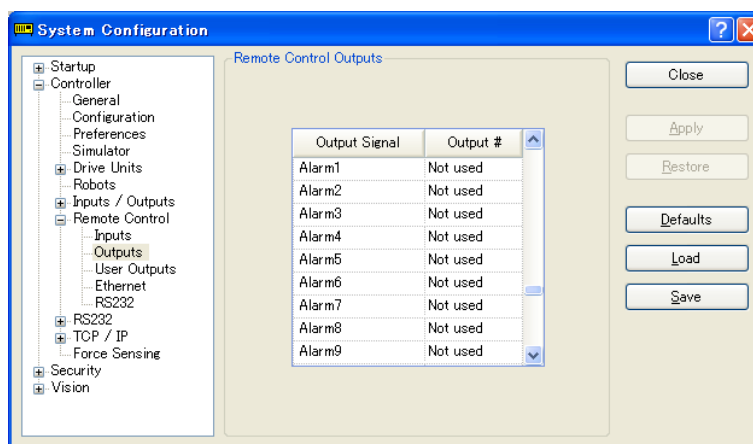 System Configuration
Startup
Controller
General
Configuration
Preferences
Simulator
Drive Units
Robots
Inputs / Outputs
Remote Control
Inputs
Outputs
User Outputs
Ethernet
RS232
RS232
TCP / IP
Force Sensing
Security
Vision
Remote Control Outputs
Output Signal Output #
Alarm1 Not used
Alarm2 Not used
Alarm3 Not used
Alarm4 Not used
Alarm5 Not used
Alarm6 Not used
Alarm7 Not used
Alarm8 Not used
Alarm9 Not used
Close
Apply
Restore
Defaults
Load
Save